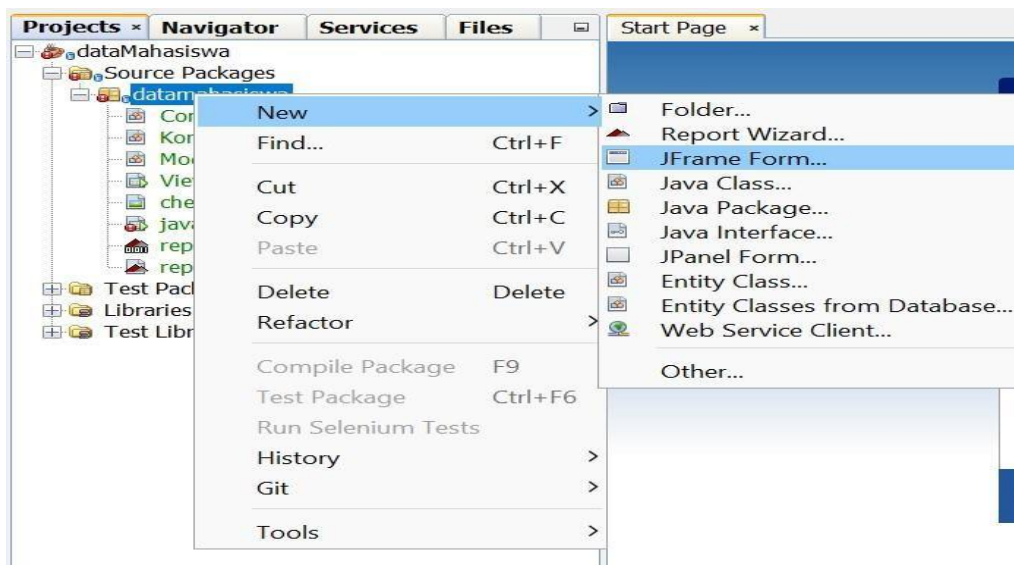 Projects × Navigator Services Files
Start Page ×
dataMahasiswa
Source Packages
datamahasiswa
New >
Find... Ctrl+F
Cut Ctrl+X
Copy Ctrl+C
Paste Ctrl+V
Delete Delete
Refactor >
Compile Package F9
Test Package Ctrl+F6
Run Selenium Tests
History >
Git >
Tools >
Folder...
Report Wizard...
JFrame Form...
Java Class...
Java Package...
Java Interface...
JPanel Form...
Entity Class...
Entity Classes from Database...
Web Service Client...
Other...
Kor
Vie
che
java
rep
rep
Test Pac
Libraries
Test Libr